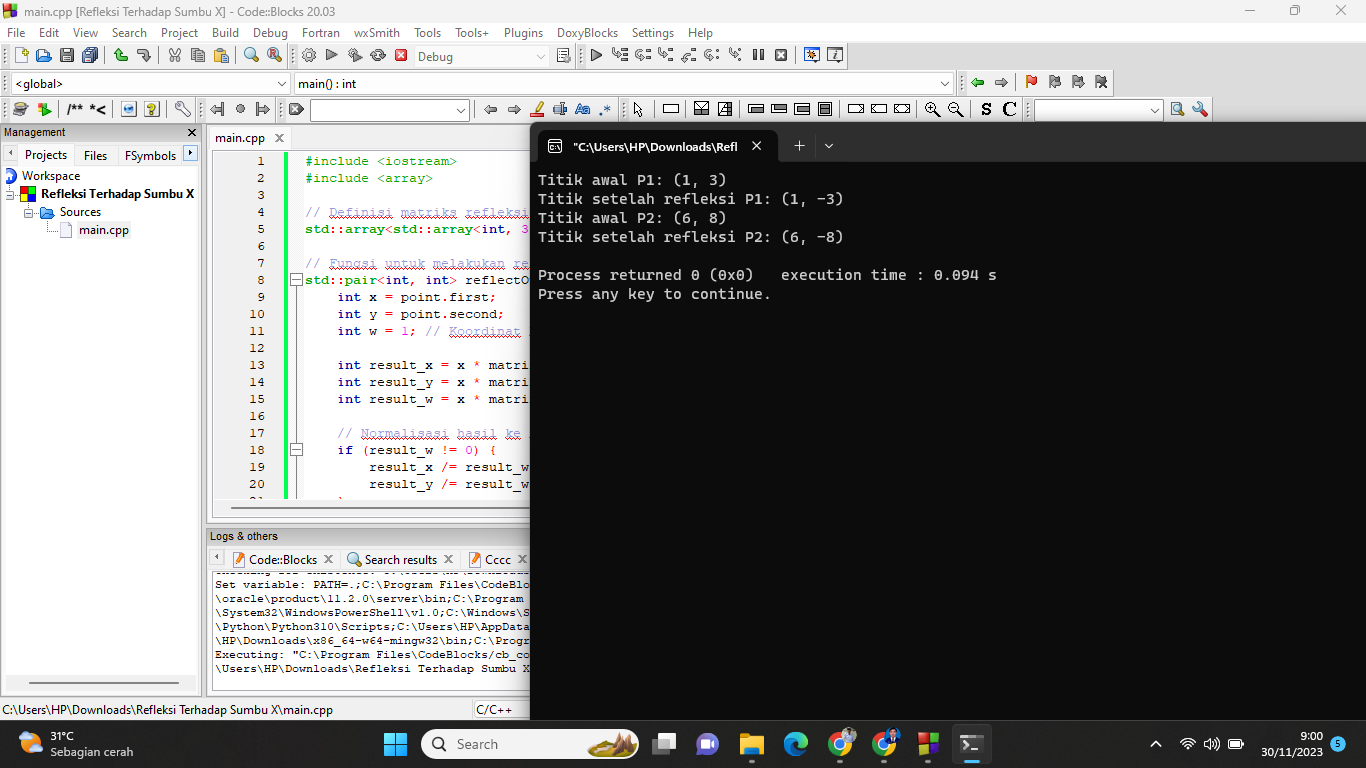 main.cpp [Refleksi Terhadap Sumbu X] - Code::Blocks 20.03
File Edit View Search Project Build Debug Fortran wxSmith Tools Tools+ Plugins DoxyBlocks Settings Help
Debug
<global>
main() : int
/** *<
Aa .*
S C
Management
Projects Files FSymbols
Workspace
Refleksi Terhadap Sumbu X
Sources
main.cpp
main.cpp
1 #include <iostream>
2 #include <array>
3
4 // Definisi matriks refleksi
5 std::array<std::array<int, 3
6
7 // Fungsi untuk melakukan re
8 std::pair<int, int> reflectO
9 int x = point.first;
10 int y = point.second;
11 int w = 1; // Koordinat
12
13 int result_x = x * matri
14 int result_y = x * matri
15 int result_w = x * matri
16
17 // Normalisasi hasil ke
18 if (result_w != 0) {
19 result_x /= result_w
20 result_y /= result_w
"C:\Users\HP\Downloads\Refl
Titik awal P1: (1, 3)
Titik setelah refleksi P1: (1, -3)
Titik awal P2: (6, 8)
Titik setelah refleksi P2: (6, -8)
Process returned 0 (0x0) execution time : 0.094 s
Press any key to continue.
Logs & others
Code::Blocks Search results Cccc
Set variable: PATH=.;C:\Program Files\CodeBlo
\oracle\product\11.2.0\server\bin;C:\Program
\System32\WindowsPowerShell\v1.0;C:\Windows\S
\Python\Python310\Scripts;C:\Users\HP\AppData
\HP\Downloads\x86_64-w64-mingw32\bin;C:\Progr
Executing: "C:\Program Files\CodeBlocks/cb_co
\Users\HP\Downloads\Refleksi Terhadap Sumbu X
C:\Users\HP\Downloads\Refleksi Terhadap Sumbu X\main.cpp
C/C++
31°C
Sebagian cerah
Search
9:00
30/11/2023
5